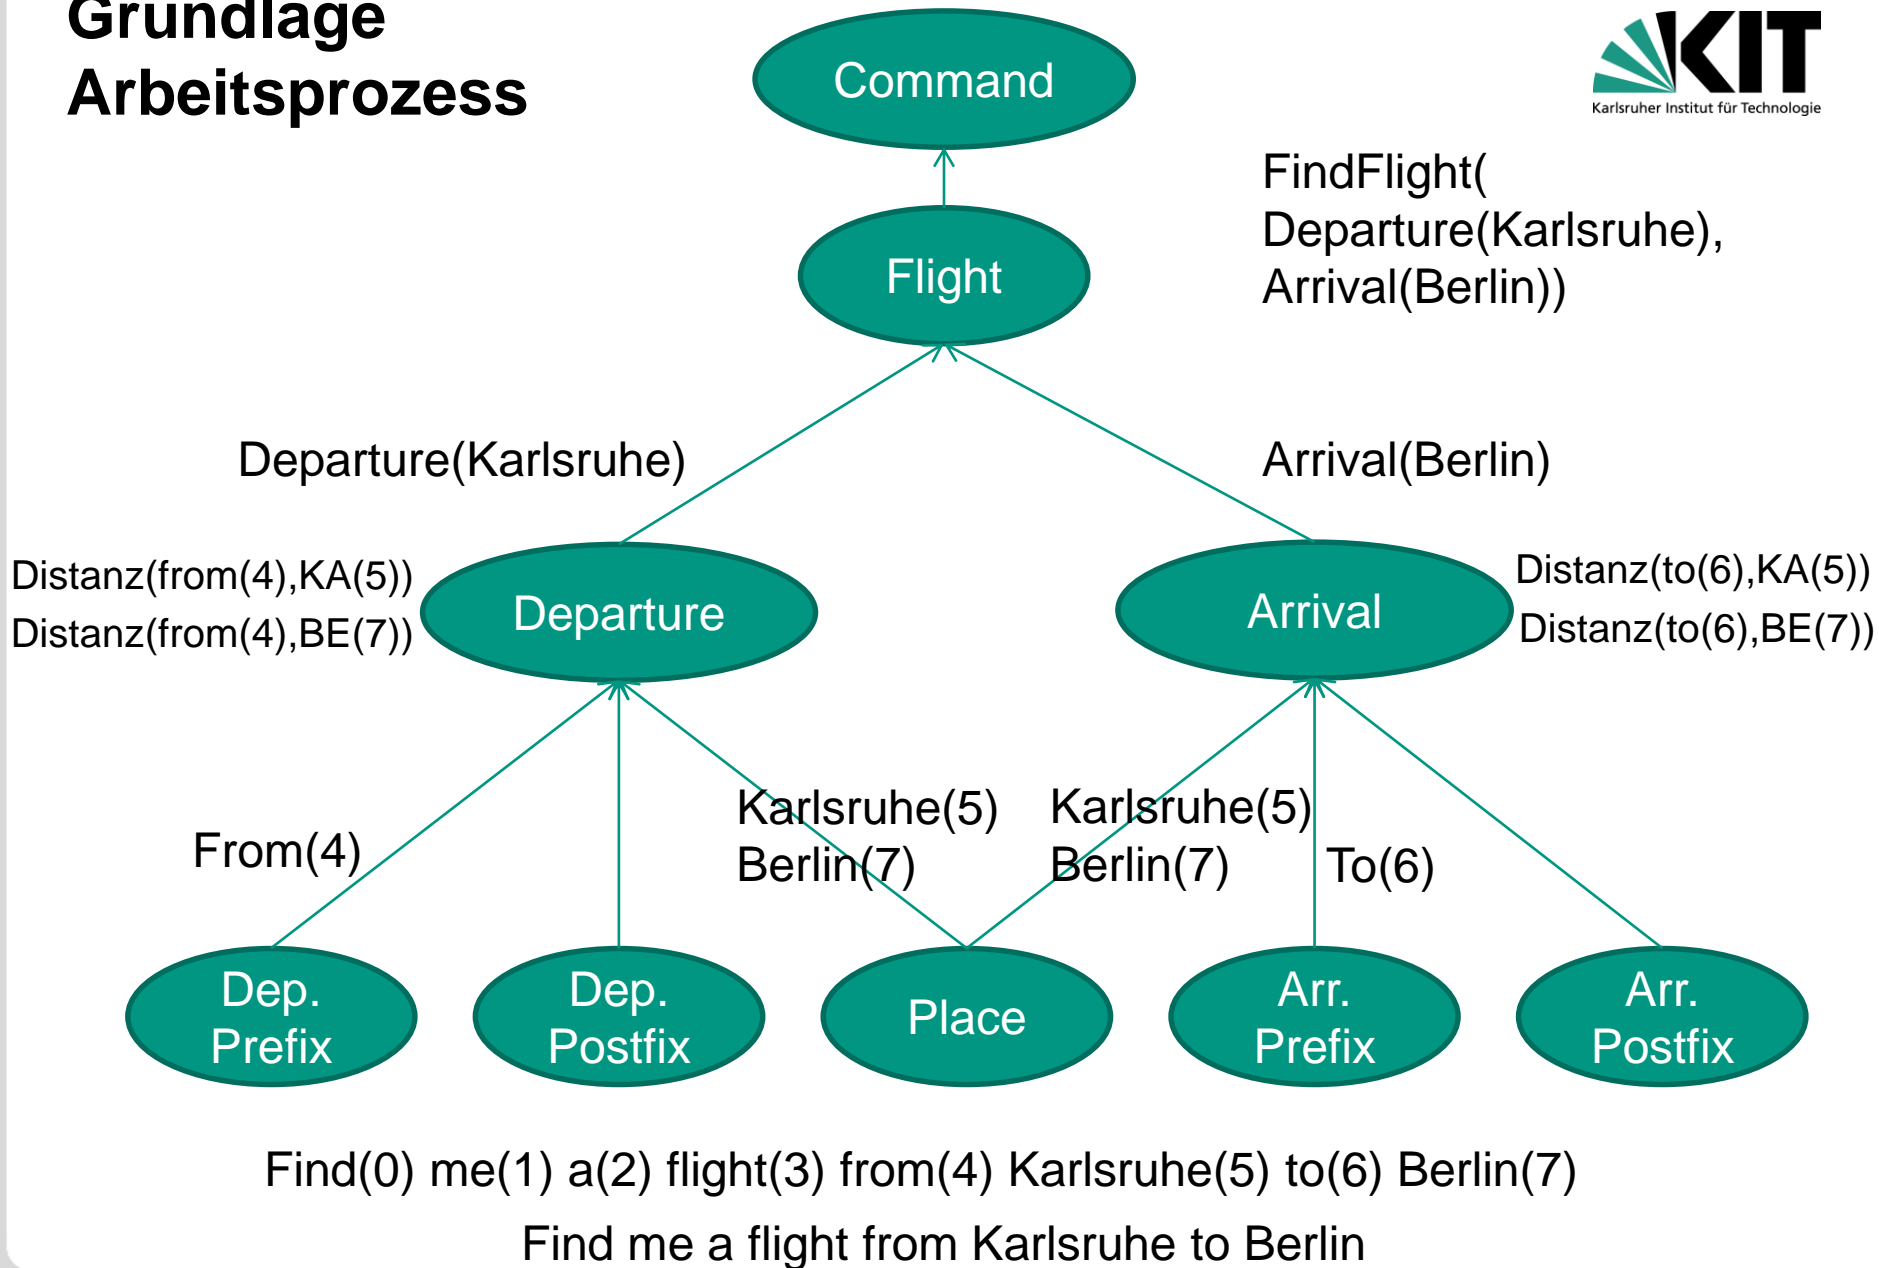 Grundlage
Arbeitsprozess
KIT
Karlsruher Institut für Technologie
Command
FindFlight(
Departure(Karlsruhe),
Arrival(Berlin))
Flight
Departure(Karlsruhe)
Arrival(Berlin)
Distanz(from(4),KA(5))
Distanz(from(4),BE(7))
Departure
Arrival
Distanz(to(6),KA(5))
Distanz(to(6),BE(7))
From(4)
Karlsruhe(5)
Berlin(7)
Karlsruhe(5)
Berlin(7)
To(6)
Dep.
Prefix
Dep.
Postfix
Place
Arr.
Prefix
Arr.
Postfix
Find(0) me(1) a(2) flight(3) from(4) Karlsruhe(5) to(6) Berlin(7)
Find me a flight from Karlsruhe to Berlin